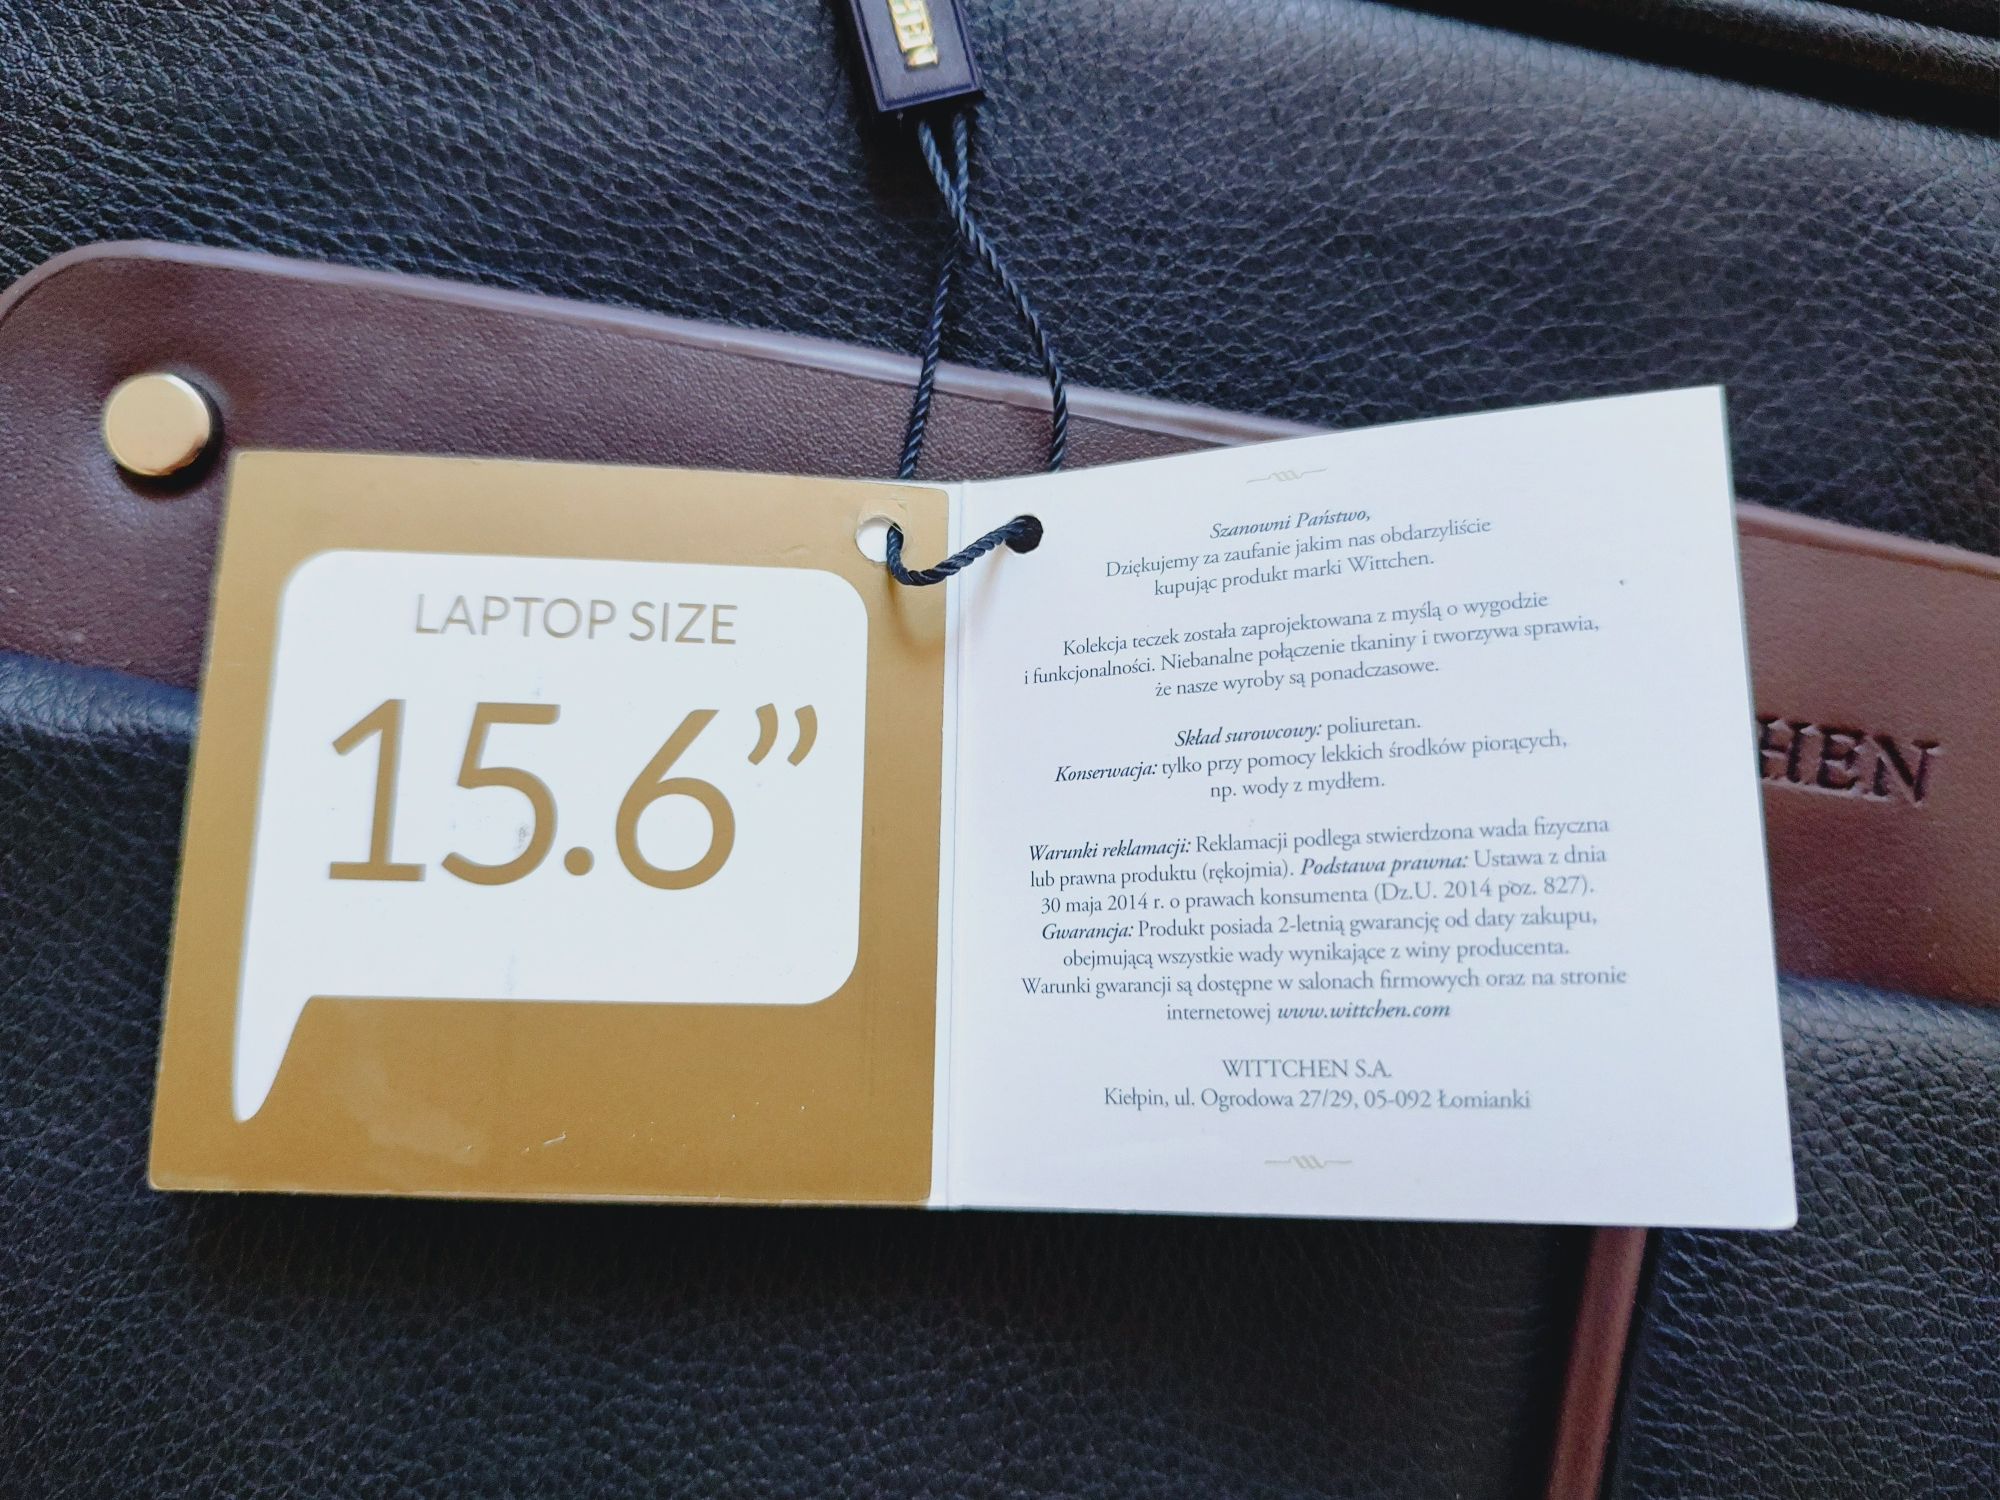 LAPTOP SIZE
15.6”
Szanowni Państwo,
Dziękujemy za zaufanie jakim nas obdarzyliście
kupując produkt marki Wittchen.
Kolekcja teczek została zaprojektowana z myślą o wygodzie
i funkcjonalności. Niebanalne połączenie tkaniny i tworzywa sprawia,
że nasze wyroby są ponadczasowe.
Skład surowcowy: poliuretan.
Konserwacja: tylko przy pomocy lekkich środków piorących,
np. wody z mydłem.
Warunki reklamacji: Reklamacji podlega stwierdzona wada fizyczna
lub prawna produktu (rękojmia). Podstawa prawna: Ustawa z dnia
30 maja 2014 r. o prawach konsumenta (Dz.U. 2014 poz. 827).
Gwarancja: Produkt posiada 2-letnią gwarancję od daty zakupu,
obejmującą wszystkie wady wynikające z winy producenta.
Warunki gwarancji są dostępne w salonach firmowych oraz na stronie
internetowej www.wittchen.com
WITTCHEN S.A.
Kiełpin, ul. Ogrodowa 27/29, 05-092 Łomianki
HEN